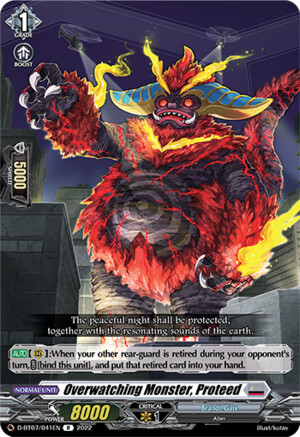 1
GRADE
BOOST
5000
SHIELD
The peaceful night shall be protected,
together with the resonating sounds of the earth.
AUTO [R]:When your other rear-guard is retired during your opponent's
turn, [bind this unit], and put that retired card into your hand.
NORMAL UNIT
Overwatching Monster, Proteed
D-BT07/041EN R 2022
POWER
8000
CRITICAL
1
Brandt Gate
Alien
Illust/kutay